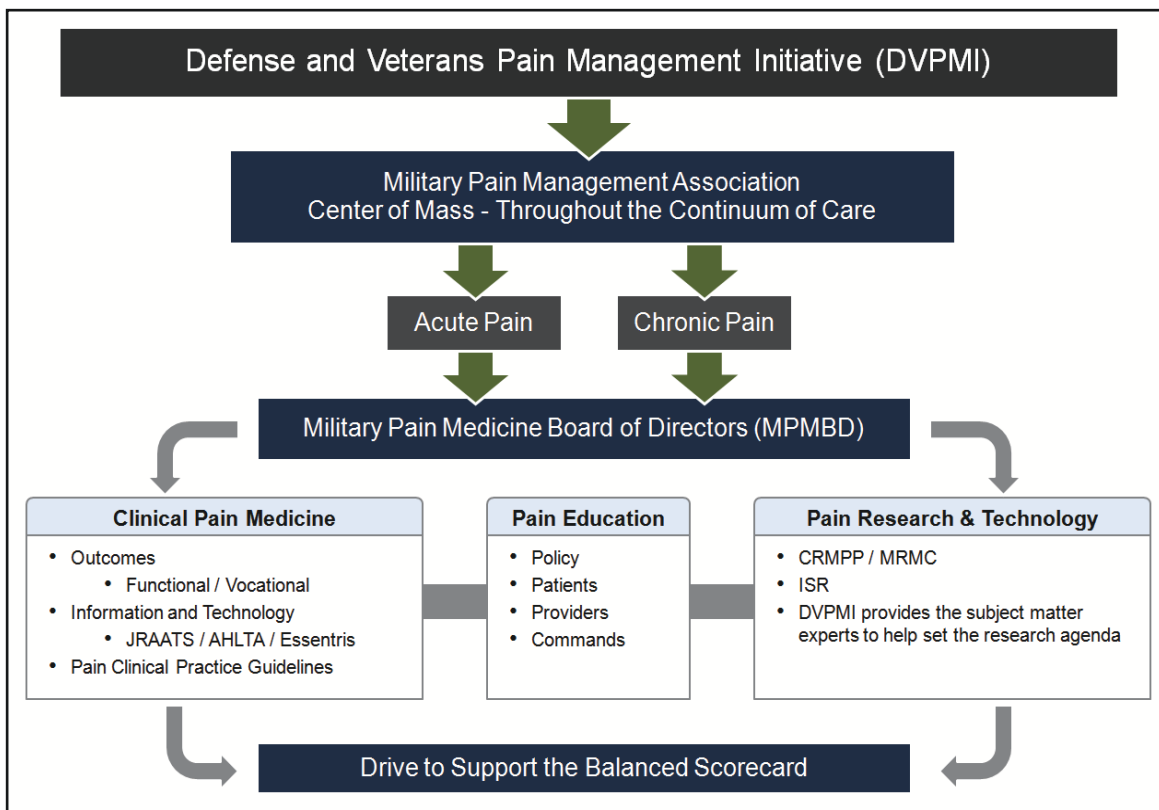 Defense and Veterans Pain Management Initiative (DVPMI)
Military Pain Management Association
Center of Mass - Throughout the Continuum of Care
Acute Pain
Chronic Pain
Military Pain Medicine Board of Directors (MPMBD)
Clinical Pain Medicine
• Outcomes
• Functional / Vocational
• Information and Technology
• JRAATS / AHLTA / Essentris
• Pain Clinical Practice Guidelines
Pain Education
• Policy
• Patients
• Providers
• Commands
Pain Research & Technology
• CRMPP / MRMC
• ISR
• DVPMI provides the subject matter
experts to help set the research agenda
Drive to Support the Balanced Scorecard